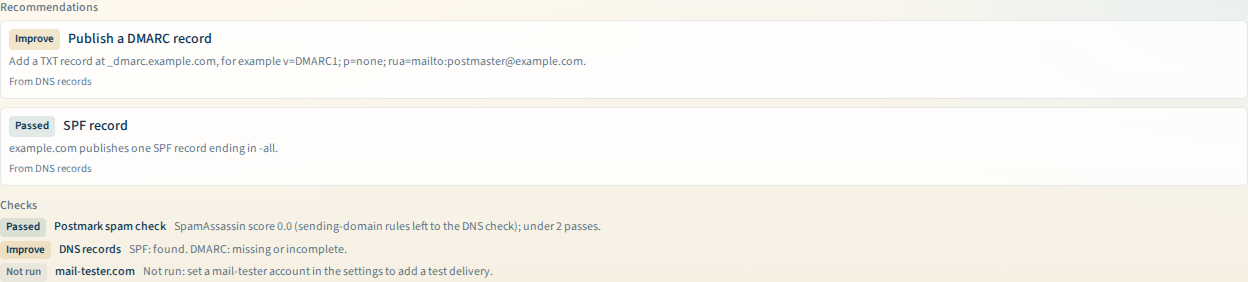 Recommendations
Improve Publish a DMARC record
Add a TXT record at _dmarc.example.com, for example v=DMARC1; p=none; rua=mailto:postmaster@example.com.
From DNS records
Passed SPF record
example.com publishes one SPF record ending in -all.
From DNS records
Checks
Passed Postmark spam check SpamAssassin score 0.0 (sending-domain rules left to the DNS check); under 2 passes.
Improve DNS records SPF: found. DMARC: missing or incomplete.
Not run mail-tester.com Not run: set a mail-tester account in the settings to add a test delivery.